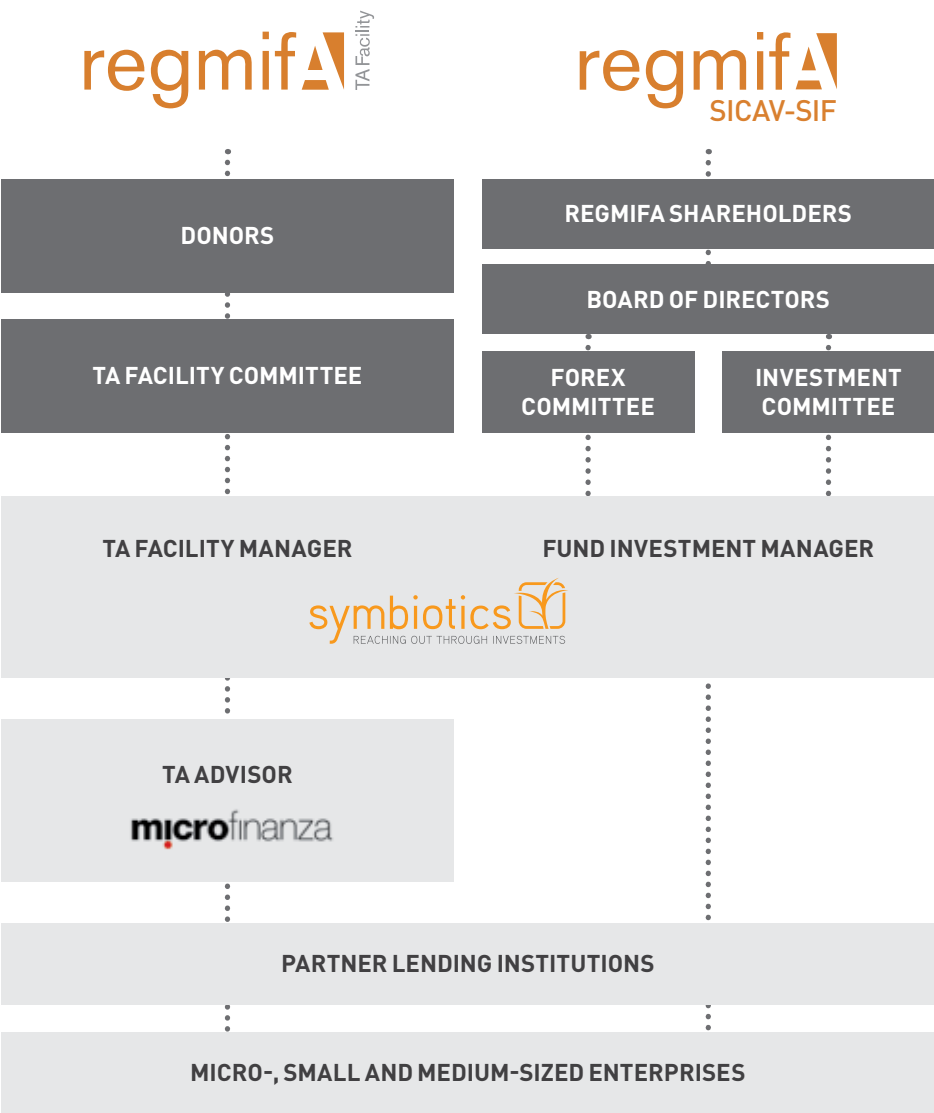 regmifA
TA Facility
regmifA
SICAV-SIF
DONORS
REGMIFA SHAREHOLDERS
BOARD OF DIRECTORS
TA FACILITY COMMITTEE
FOREX
COMMITTEE
INVESTMENT
COMMITTEE
TA FACILITY MANAGER
FUND INVESTMENT MANAGER
symbiotics
REACHING OUT THROUGH INVESTMENTS
TA ADVISOR
microfinanza
PARTNER LENDING INSTITUTIONS
MICRO-, SMALL AND MEDIUM-SIZED ENTERPRISES